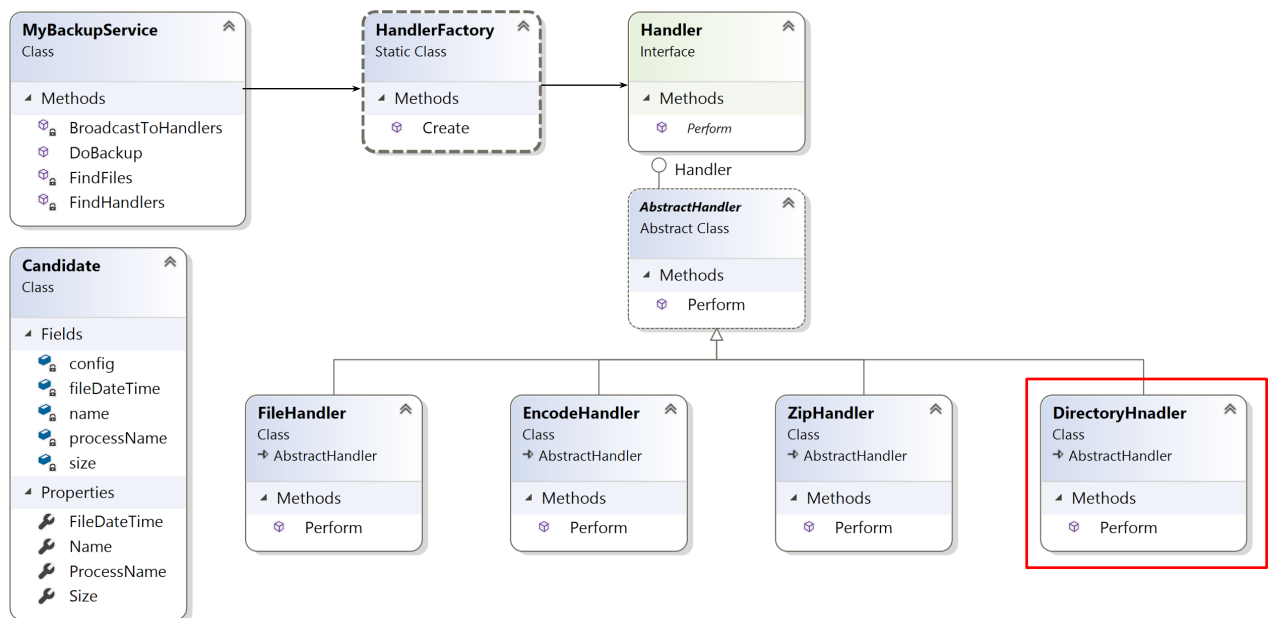 MyBackupService
Class
Methods
BroadcastToHandlers
DoBackup
FindFiles
FindHandlers
HandlerFactory
Static Class
Methods
Create
Handler
Interface
Methods
Perform
Handler
AbstractHandler
Abstract Class
Methods
Perform
Candidate
Class
Fields
config
fileDateTime
name
processName
size
Properties
FileDateTime
Name
ProcessName
Size
FileHandler
Class
AbstractHandler
Methods
Perform
EncodeHandler
Class
AbstractHandler
Methods
Perform
ZipHandler
Class
AbstractHandler
Methods
Perform
DirectoryHnadler
Class
AbstractHandler
Methods
Perform